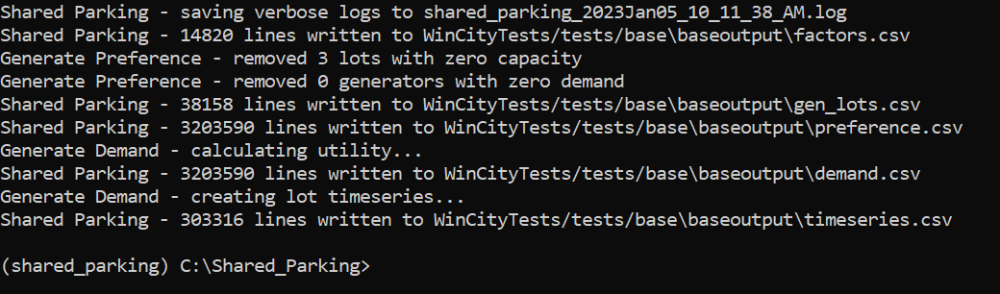 Shared Parking - saving verbose logs to shared_parking_2023Jan05_10_11_38_AM.log
Shared Parking - 14820 lines written to WinCityTests/tests/base\baseoutput\factors.csv
Generate Preference - removed 3 lots with zero capacity
Generate Preference - removed 0 generators with zero demand
Shared Parking - 38158 lines written to WinCityTests/tests/base\baseoutput\gen_lots.csv
Shared Parking - 3203590 lines written to WinCityTests/tests/base\baseoutput\preference.csv
Generate Demand - calculating utility...
Shared Parking - 3203590 lines written to WinCityTests/tests/base\baseoutput\demand.csv
Generate Demand - creating lot timeseries...
Shared Parking - 303316 lines written to WinCityTests/tests/base\baseoutput\timeseries.csv
(shared_parking) C:\Shared_Parking>